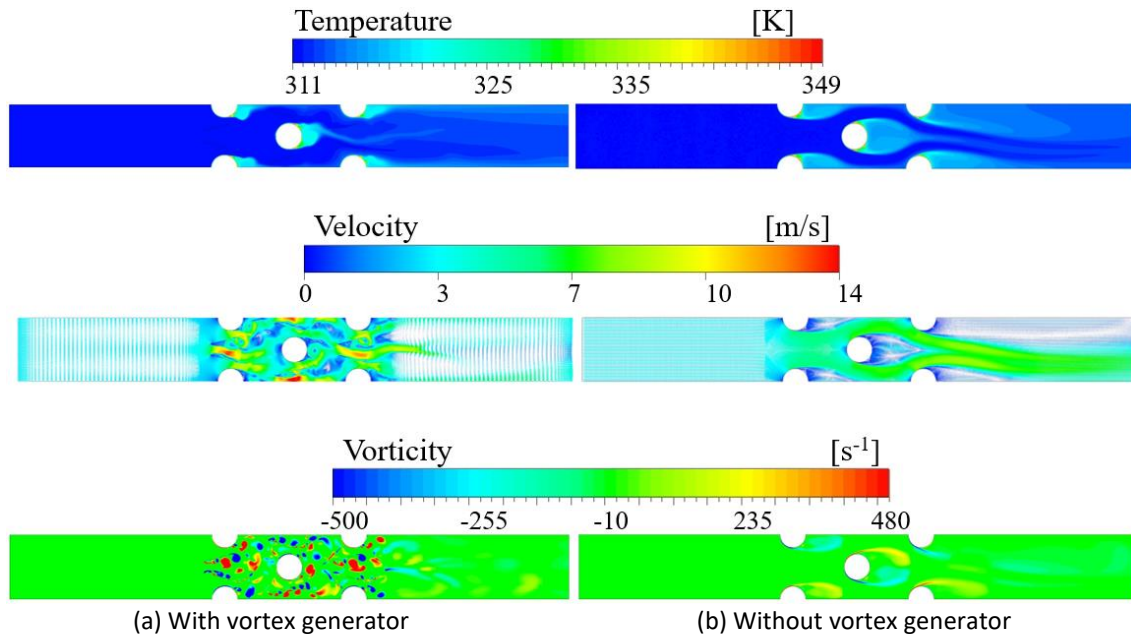 Temperature [K]
311 325 335 349
Velocity [m/s]
0 3 7 10 14
Vorticity [s⁻¹]
-500 -255 -10 235 480
(a) With vortex generator (b) Without vortex generator